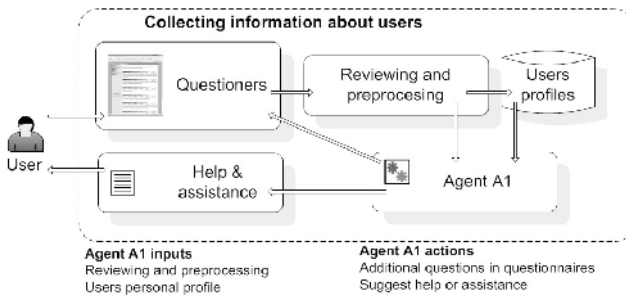 Collecting information about users
Questioners
Reviewing and
preprocesing
Users
profiles
User
Help &
assistance
Agent A1
Agent A1 inputs
Reviewing and preprocessing
Users personal profile
Agent A1 actions
Additional questions in questionnaires
Suggest help or assistance